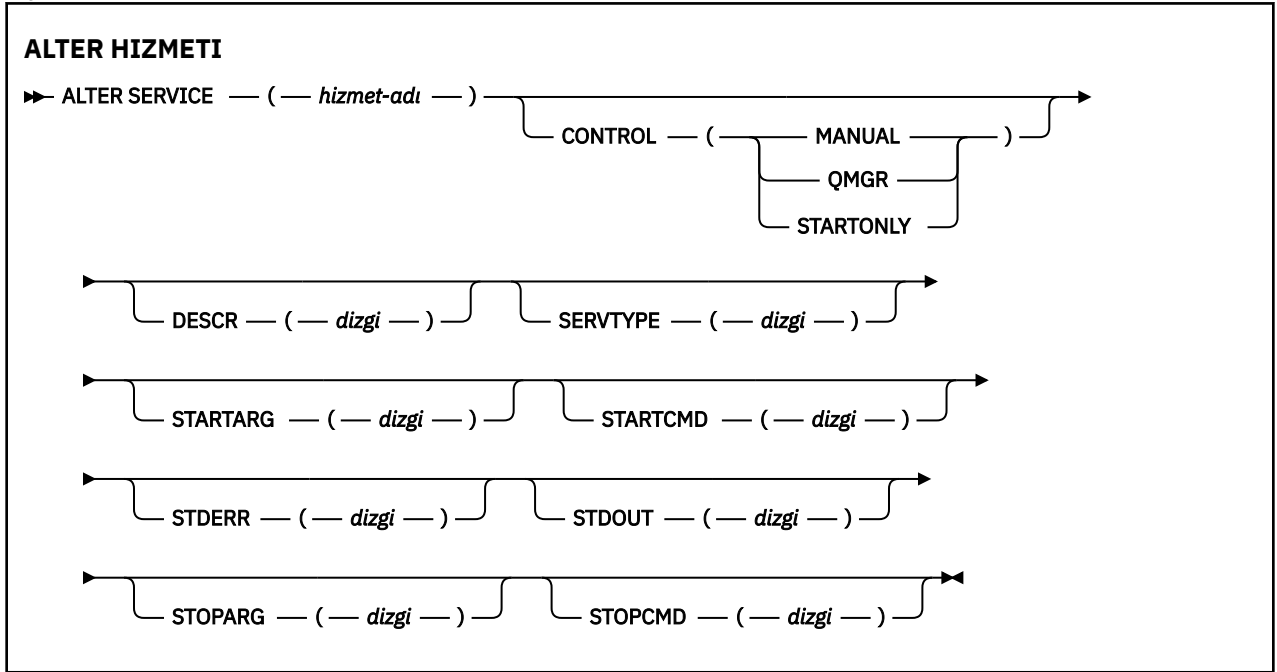 ALTER HIZMETI
ALTER SERVICE ( hizmet-adı )
CONTROL ( MANUAL )
QMGR
STARTONLY
DESCR ( dizgi ) SERVTYPE ( dizgi )
STARTARG ( dizgi ) STARTCMD ( dizgi )
STDERR ( dizgi ) STDOUT ( dizgi )
STOPARG ( dizgi ) STOPCMD ( dizgi )